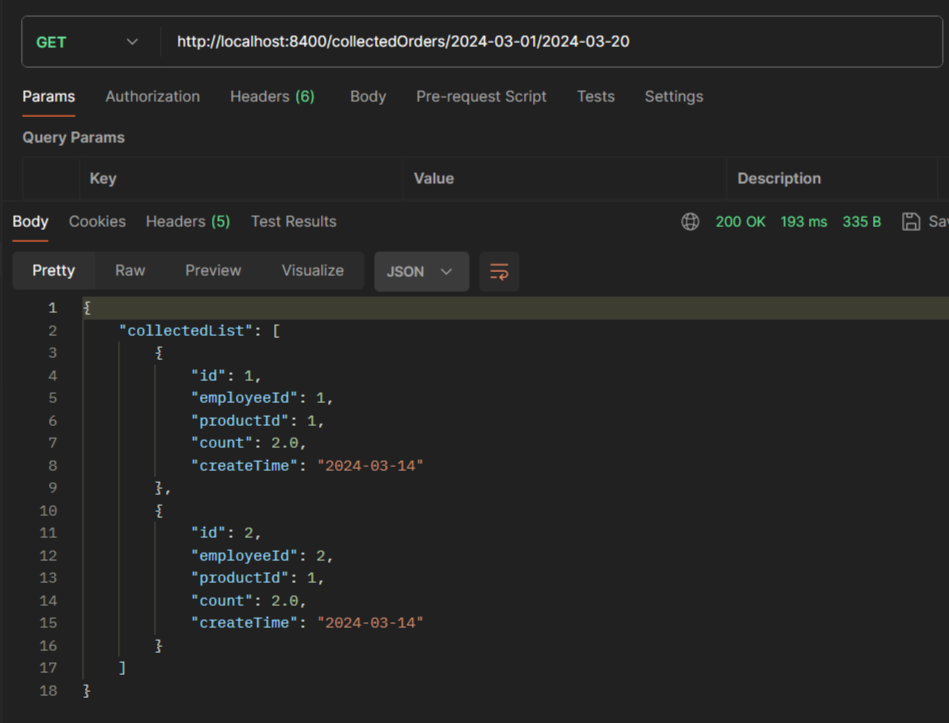 GET http://localhost:8400/collectedOrders/2024-03-01/2024-03-20
Params Authorization Headers (6) Body Pre-request Script Tests Settings
Query Params
Key Value Description
Body Cookies Headers (5) Test Results 200 OK 193 ms 335 B
Pretty Raw Preview Visualize JSON
1 {
2 "collectedList": [
3 {
4 "id": 1,
5 "employeeId": 1,
6 "productId": 1,
7 "count": 2.0,
8 "createTime": "2024-03-14"
9 },
10 {
11 "id": 2,
12 "employeeId": 2,
13 "productId": 1,
14 "count": 2.0,
15 "createTime": "2024-03-14"
16 }
17 ]
18 }